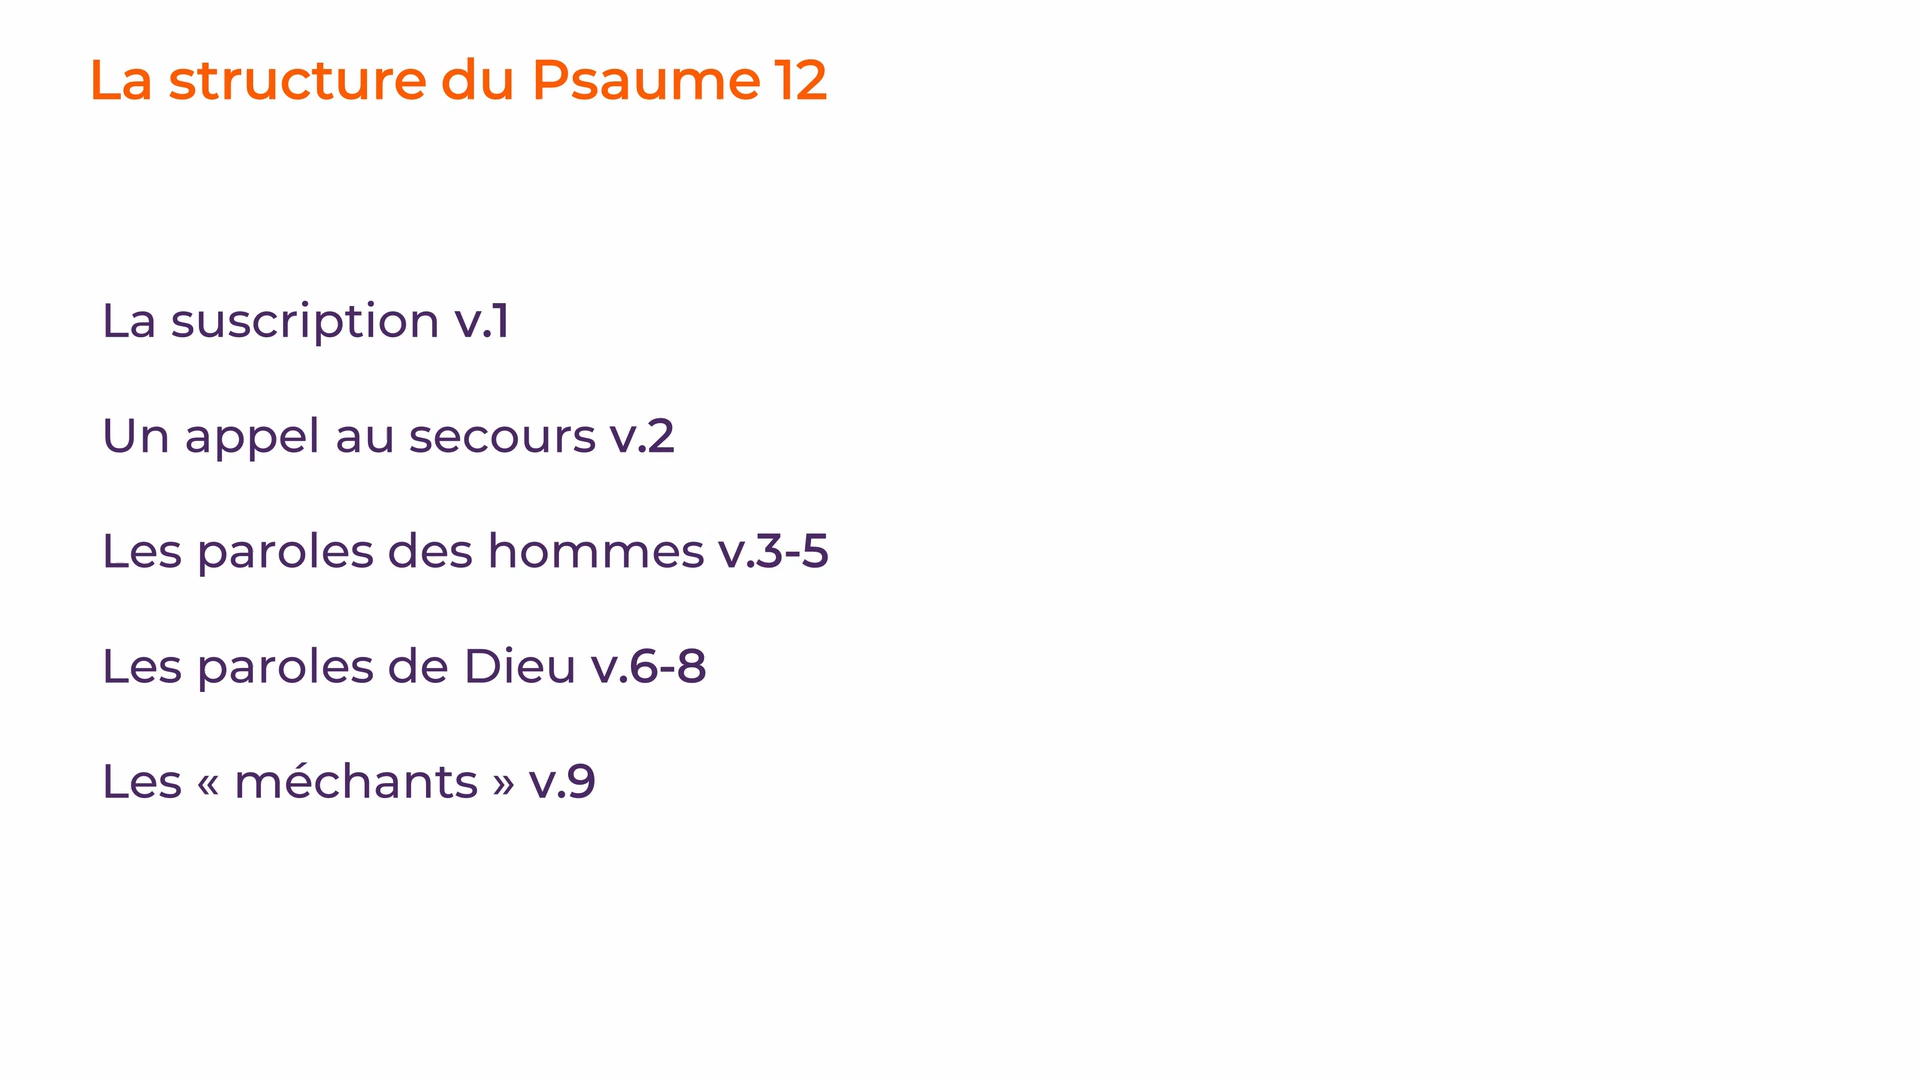 La structure du Psaume 12
La suscription v.1
Un appel au secours v.2
Les paroles des hommes v.3-5
Les paroles de Dieu v.6-8
Les « méchants » v.9